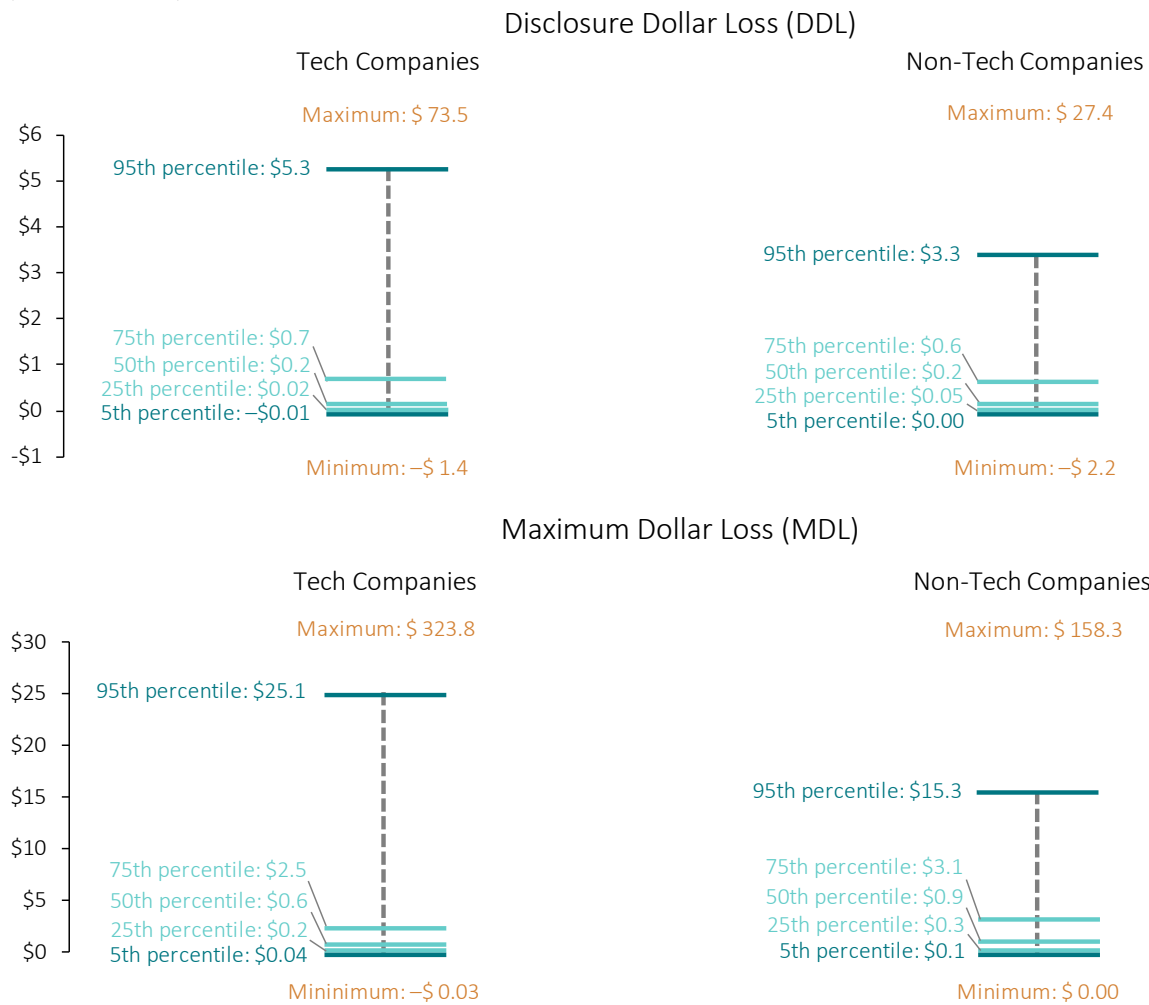 Disclosure Dollar Loss (DDL)
Tech Companies
Non-Tech Companies
Maximum: $ 73.5
Maximum: $ 27.4
$6
$5
$4
$3
$2
$1
$0
-$1
95th percentile: $5.3
75th percentile: $0.7
50th percentile: $0.2
25th percentile: $0.02
5th percentile: –$0.01
Minimum: –$ 1.4
95th percentile: $3.3
75th percentile: $0.6
50th percentile: $0.2
25th percentile: $0.05
5th percentile: $0.00
Minimum: –$ 2.2
Maximum Dollar Loss (MDL)
Tech Companies
Non-Tech Companies
Maximum: $ 323.8
Maximum: $ 158.3
$30
$25
$20
$15
$10
$5
$0
95th percentile: $25.1
75th percentile: $2.5
50th percentile: $0.6
25th percentile: $0.2
5th percentile: $0.04
Mininimum: –$ 0.03
95th percentile: $15.3
75th percentile: $3.1
50th percentile: $0.9
25th percentile: $0.3
5th percentile: $0.1
Minimum: $ 0.00